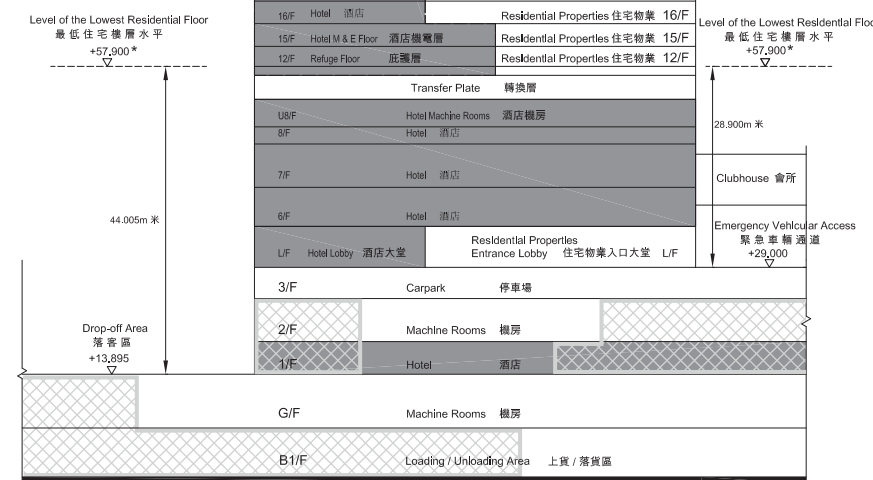 16/F Hotel 酒店 Residential Properties 住宅物業 16/F
Level of the Lowest Residential Floor
最低住宅樓層水平
+57.900*
15/F Hotel M & E Floor 酒店機電層 Residential Properties 住宅物業 15/F
12/F Refuge Floor 庇護層 Residential Properties 住宅物業 12/F
Level of the Lowest Residential Floo
最低住宅樓層水平
+57.900*
Transfer Plate 轉換層
U8/F Hotel Machine Rooms 酒店機房
8/F Hotel 酒店
28.900m 米
7/F Hotel 酒店
Clubhouse 會所
44.005m 米
6/F Hotel 酒店
Emergency Vehicular Access
緊急車輛通道
+29.000
L/F Hotel Lobby 酒店大堂
Residential Properties
Entrance Lobby 住宅物業入口大堂 L/F
3/F Carpark 停車場
Drop-off Area
落客區
+13.895
2/F Machine Rooms 機房
1/F Hotel 酒店
G/F Machine Rooms 機房
B1/F Loading / Unloading Area 上貨 / 落貨區